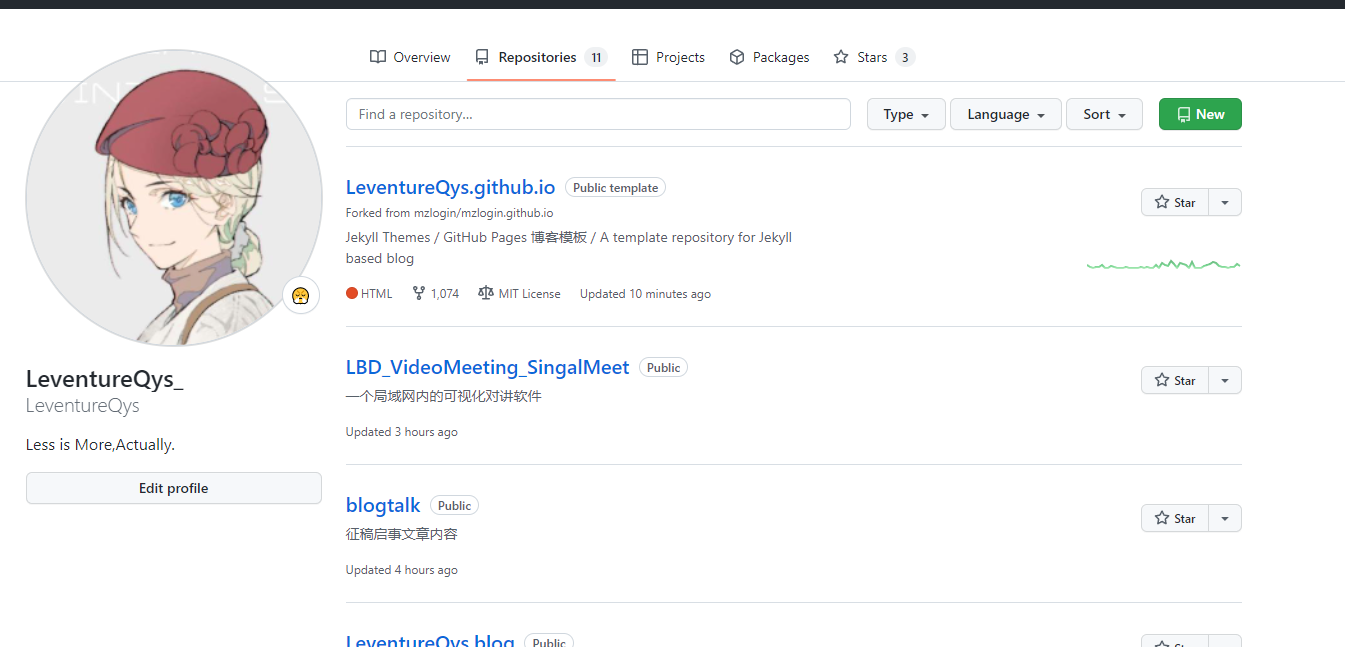 Overview
Repositories 11
Projects
Packages
Stars 3
Find a repository...
Type
Language
Sort
New
LeventureQys.github.io Public template
Forked from mzlogin/mzlogin.github.io
Jekyll Themes / GitHub Pages 博客模板 / A template repository for Jekyll
based blog
HTML 1,074 MIT License Updated 10 minutes ago
Star
LeventureQys_
LeventureQys
Less is More,Actually.
Edit profile
LBD_VideoMeeting_SingalMeet Public
一个局域网内的可视化对讲软件
Updated 3 hours ago
Star
blogtalk Public
征稿启事文章内容
Updated 4 hours ago
Star
LeventureQys.blog Public
Star